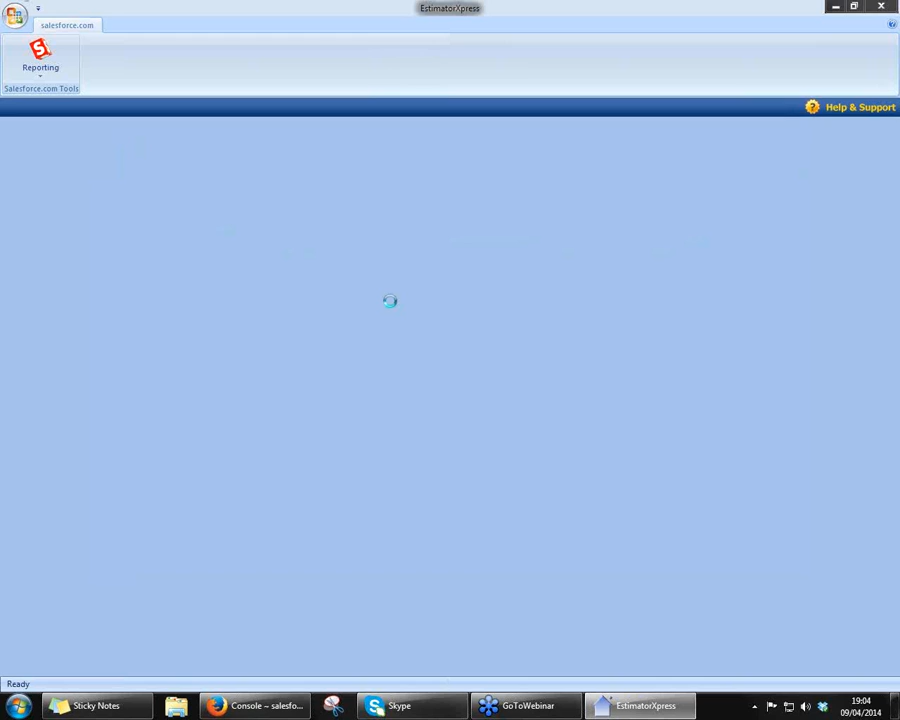 EstimatorXpress
salesforce.com
Reporting
Salesforce.com Tools
Help & Support
Ready
Sticky Notes
Console ~ salesfo...
Skype
GoToWebinar
EstimatorXpress
19:04
09/04/2014